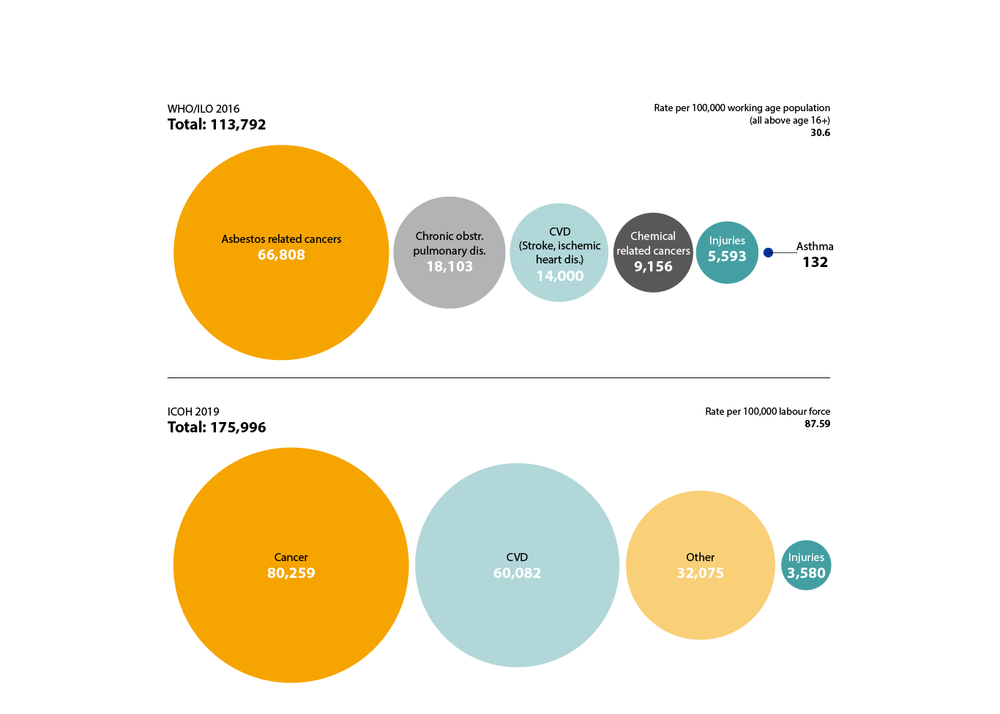 WHO/ILO 2016
Total: 113,792
Rate per 100,000 working age population
(all above age 16+)
30.6
Asbestos related cancers
66,808
Chronic obstr.
pulmonary dis.
18,103
CVD
(Stroke, ischemic
heart dis.)
14,000
Chemical
related cancers
9,156
Injuries
5,593
Asthma
132
ICOH 2019
Total: 175,996
Rate per 100,000 labour force
87.59
Cancer
80,259
CVD
60,082
Other
32,075
Injuries
3,580